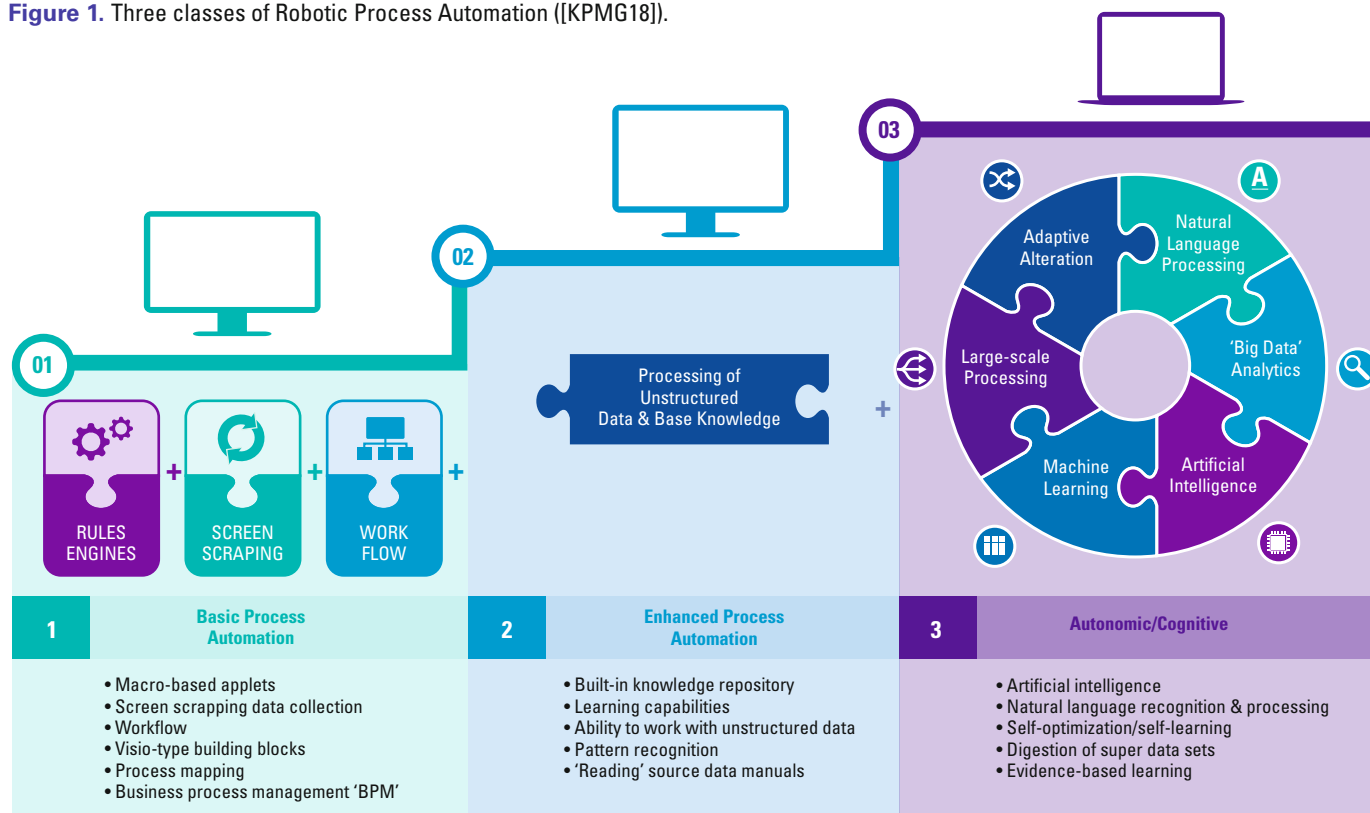 Figure 1. Three classes of Robotic Process Automation ([KPMG18]).
01
RULES
ENGINES
+
SCREEN
SCRAPING
+
WORK
FLOW
+
02
Processing of
Unstructured
Data & Base Knowledge
+
03
Adaptive
Alteration
A
Natural
Language
Processing
Large-scale
Processing
'Big Data'
Analytics
Machine
Learning
Artificial
Intelligence
1
Basic Process
Automation
• Macro-based applets
• Screen scrapping data collection
• Workflow
• Visio-type building blocks
• Process mapping
• Business process management ‘BPM’
2
Enhanced Process
Automation
• Built-in knowledge repository
• Learning capabilities
• Ability to work with unstructured data
• Pattern recognition
• ‘Reading’ source data manuals
3
Autonomic/Cognitive
• Artificial intelligence
• Natural language recognition & processing
• Self-optimization/self-learning
• Digestion of super data sets
• Evidence-based learning